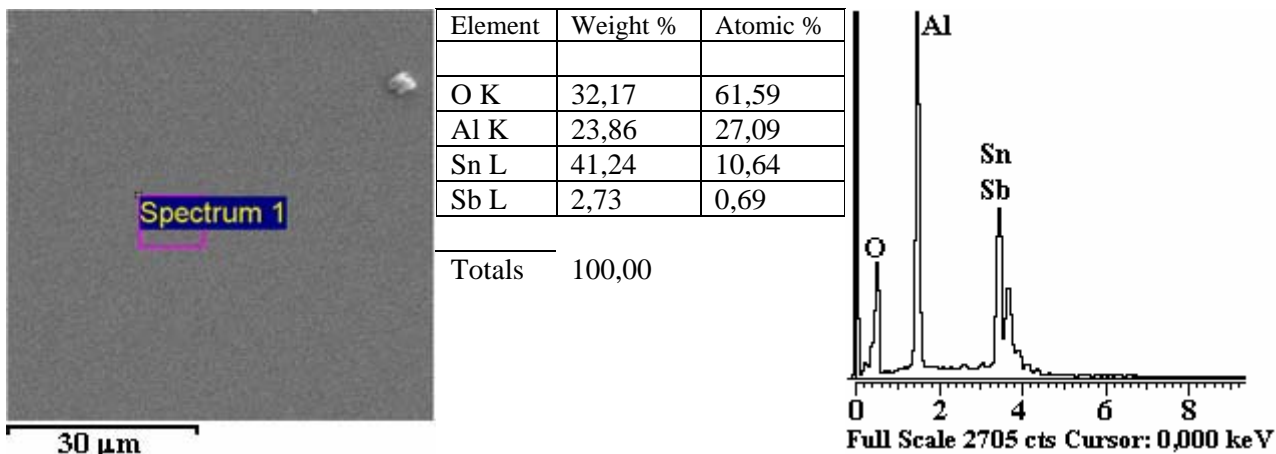 Spectrum 1
30 µm
Element Weight % Atomic %
O K 32,17 61,59
Al K 23,86 27,09
Sn L 41,24 10,64
Sb L 2,73 0,69
Totals 100,00
Al
Sn
Sb
O
0 2 4 6 8
Full Scale 2705 cts Cursor: 0,000 keV